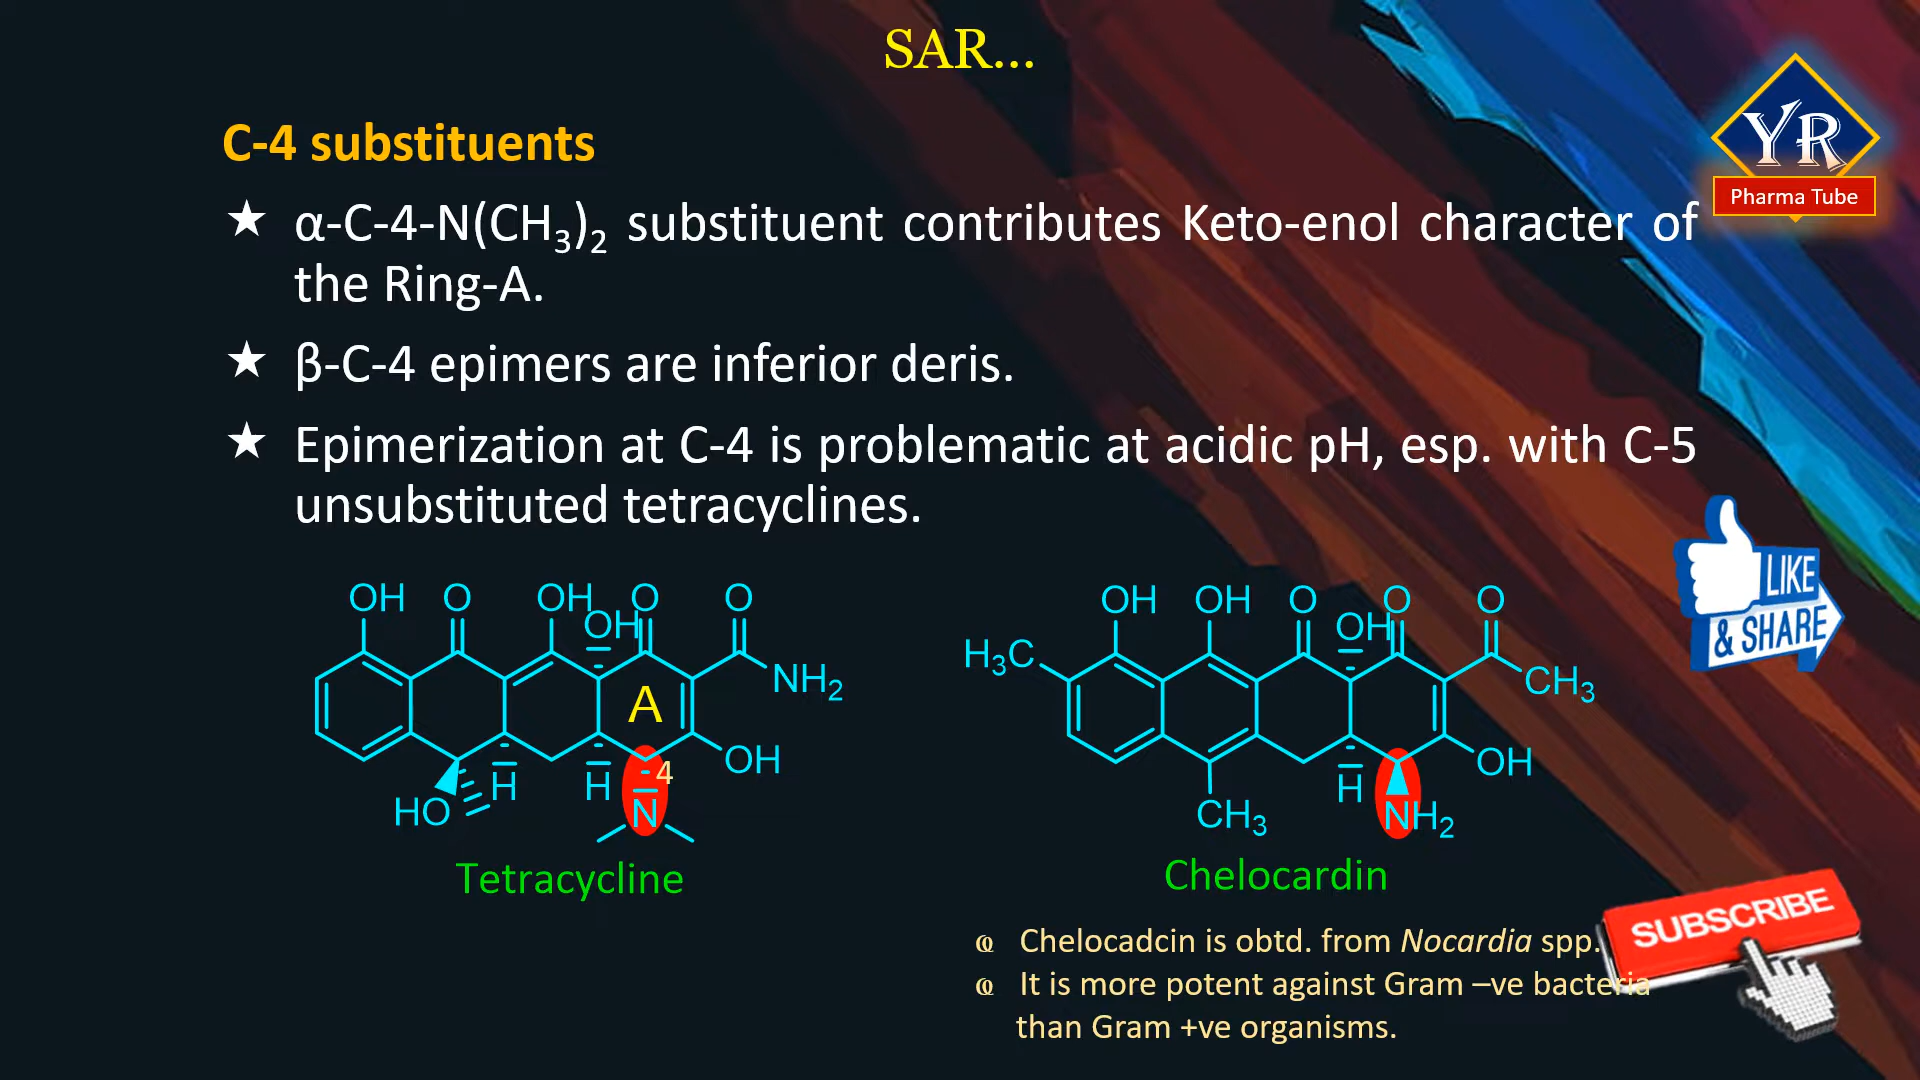 SAR...
YR
Pharma Tube
C-4 substituents
★ α-C-4-N(CH₃)₂ substituent contributes Keto-enol character of
the Ring-A.
★ β-C-4 epimers are inferior deris.
★ Epimerization at C-4 is problematic at acidic pH, esp. with C-5
unsubstituted tetracyclines.
LIKE
& SHARE
OH O OH OH O O
NH₂
A
OH
HO H H 4
N
Tetracycline
OH OH O OH O O
H₃C
CH₃
OH
H
CH₃ NH₂
Chelocardin
Chelocadcin is obtd. from Nocardia spp.
It is more potent against Gram –ve bacteria
than Gram +ve organisms.
SUBSCRIBE